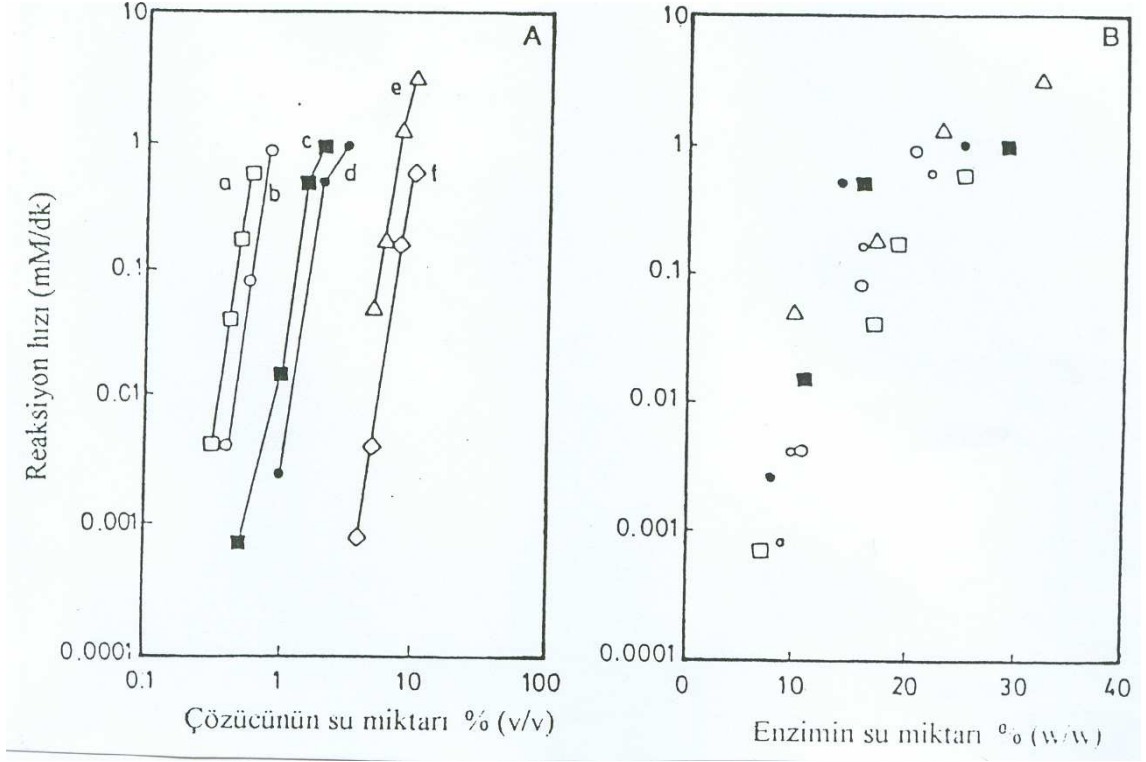 A
10
1
0.1
0.01
0.001
0.0001
0.1
1
10
100
a
b
c
d
e
f
Reaksiyon hızı (mM/dk)
Çözücünün su miktarı % (v/v)
B
10
1
0.1
0.01
0.001
0.0001
0
10
20
30
40
Enzimin su miktarı % (w/w)